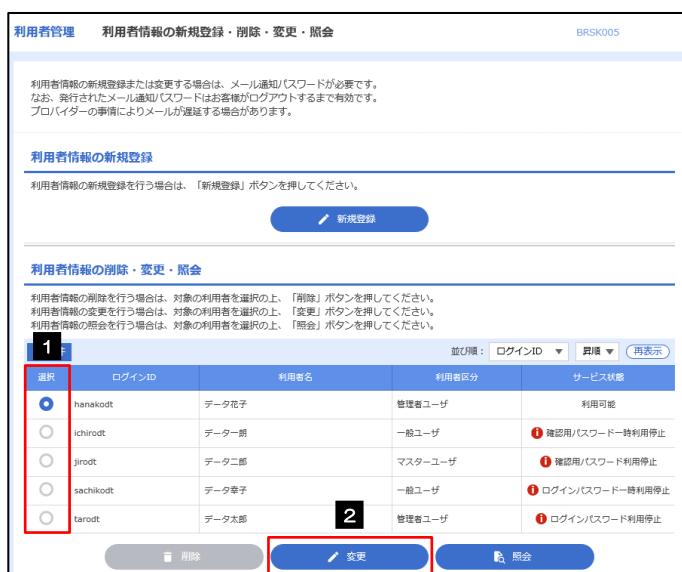 利用者管理 利用者情報の新規登録・削除・変更・照会 BRSK005
利用者情報の新規登録または変更する場合は、メール通知パスワードが必要です。
なお、発行されたメール通知パスワードはお客様がログアウトするまで有効です。
プロバイダーの事情によりメールが遅延する場合があります。
利用者情報の新規登録
利用者情報の新規登録を行う場合は、「新規登録」ボタンを押してください。
新規登録
利用者情報の削除・変更・照会
利用者情報の削除を行う場合は、対象の利用者を選択の上、「削除」ボタンを押してください。
利用者情報の変更を行う場合は、対象の利用者を選択の上、「変更」ボタンを押してください。
利用者情報の照会を行う場合は、対象の利用者を選択の上、「照会」ボタンを押してください。
1 件 並び順： ログインID 昇順 再表示
選択 ログインID 利用者名 利用者区分 サービス状態
hanakodt データ花子 管理者ユーザ 利用可能
ichirodt データ一朗 一般ユーザ 確認用パスワード一時利用停止
jirodt データ二郎 マスターユーザ 確認用パスワード利用停止
sachikodt データ幸子 一般ユーザ ログインパスワード一時利用停止
tarodt データ太郎 管理者ユーザ ログインパスワード利用停止
2
削除 変更 照会